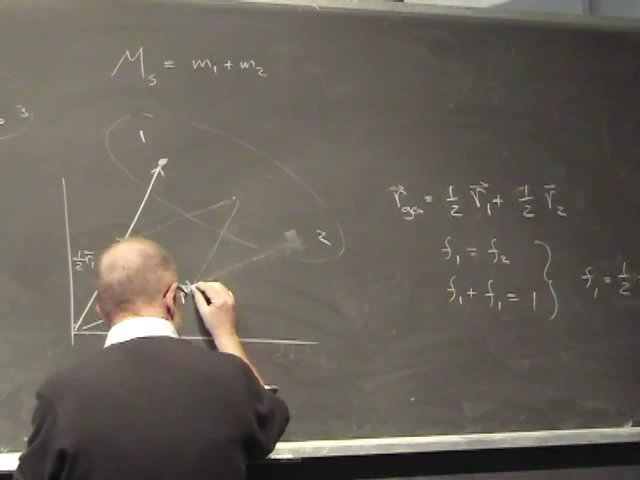 M_s = m_1 + m_2
3
1
2
½ r⃗_1
r⃗_gcm = ½ r⃗_1 + ½ r⃗_2
f_1 = f_2
f_1 + f_1 = 1
f_1 = ½